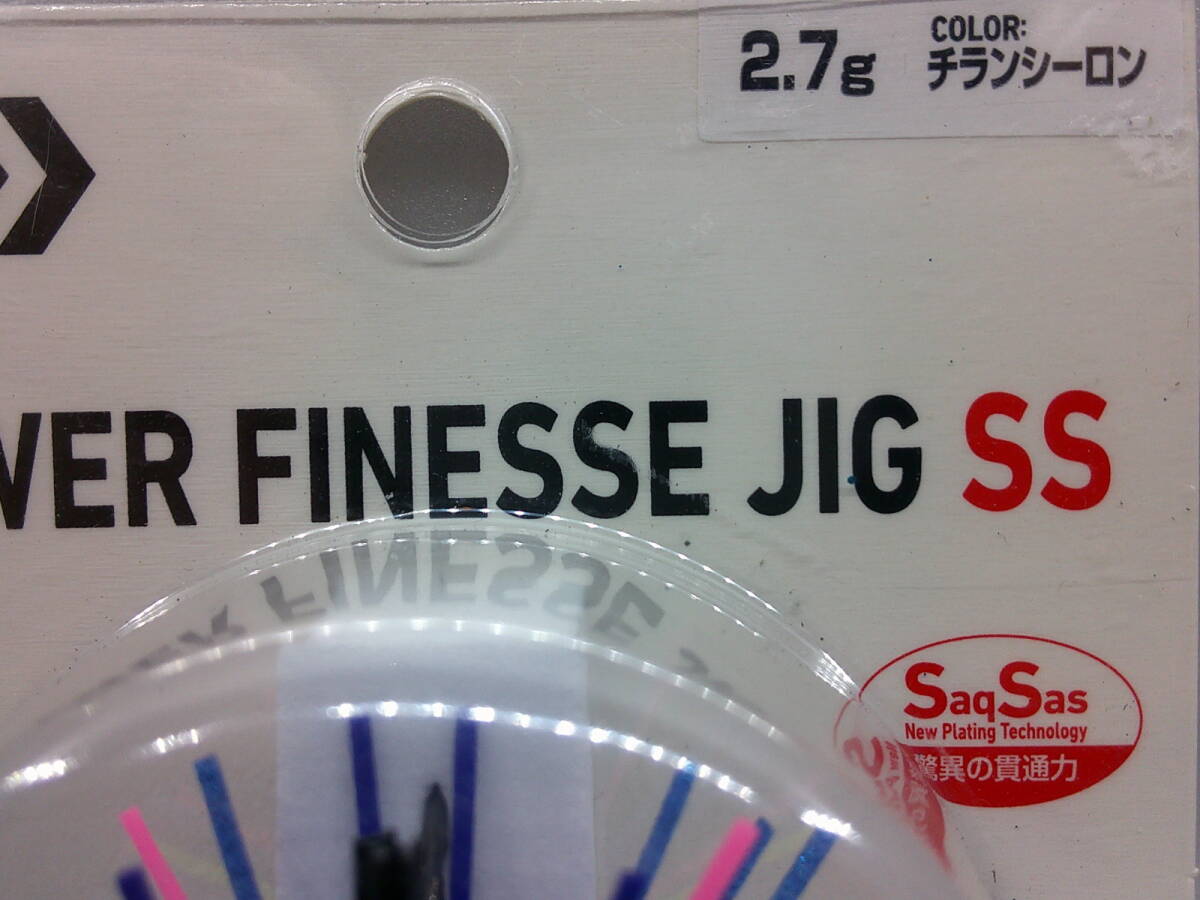 2.7g
COLOR:
チランシーロン
WER FINESSE JIG SS
SaqSas
New Plating Technology
驚異の貫通力